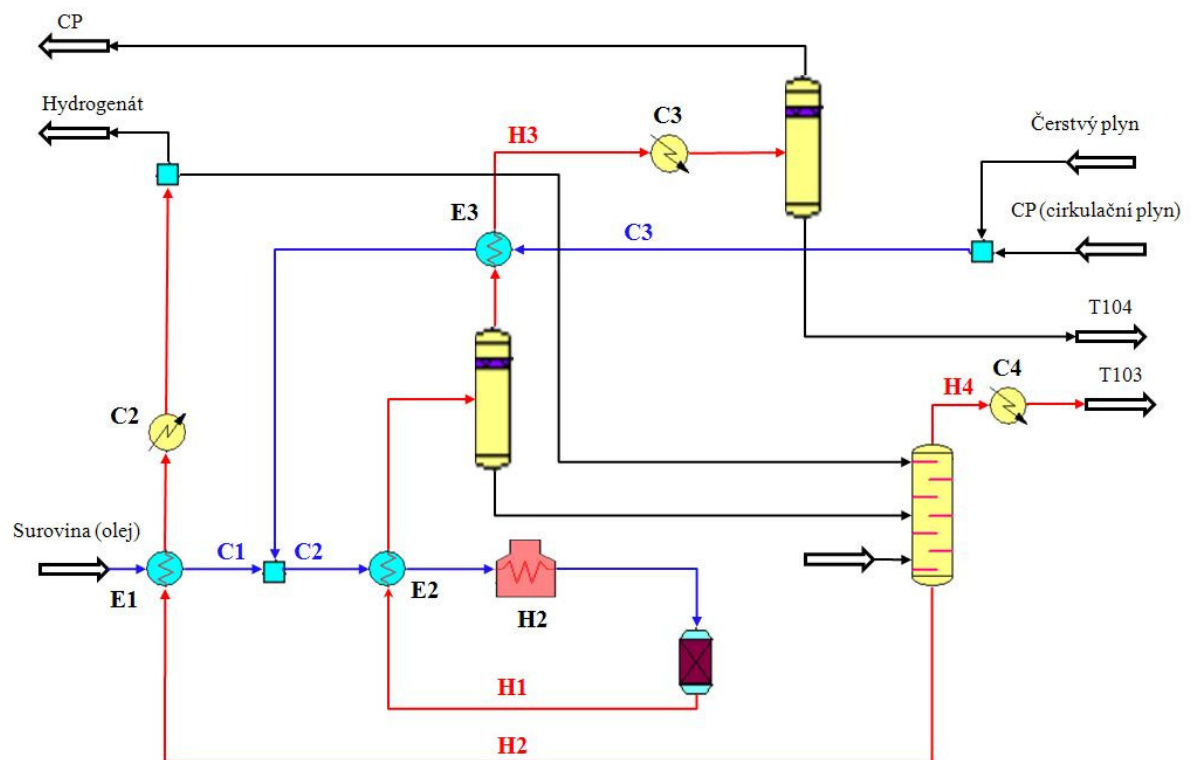 CP
Hydrogenát
C3
H3
Čerstvý plyn
E3
CP (cirkulační plyn)
C3
T104
C4
H4
T103
C2
Surovina (olej)
C1
C2
E1
E2
H2
H1
H2